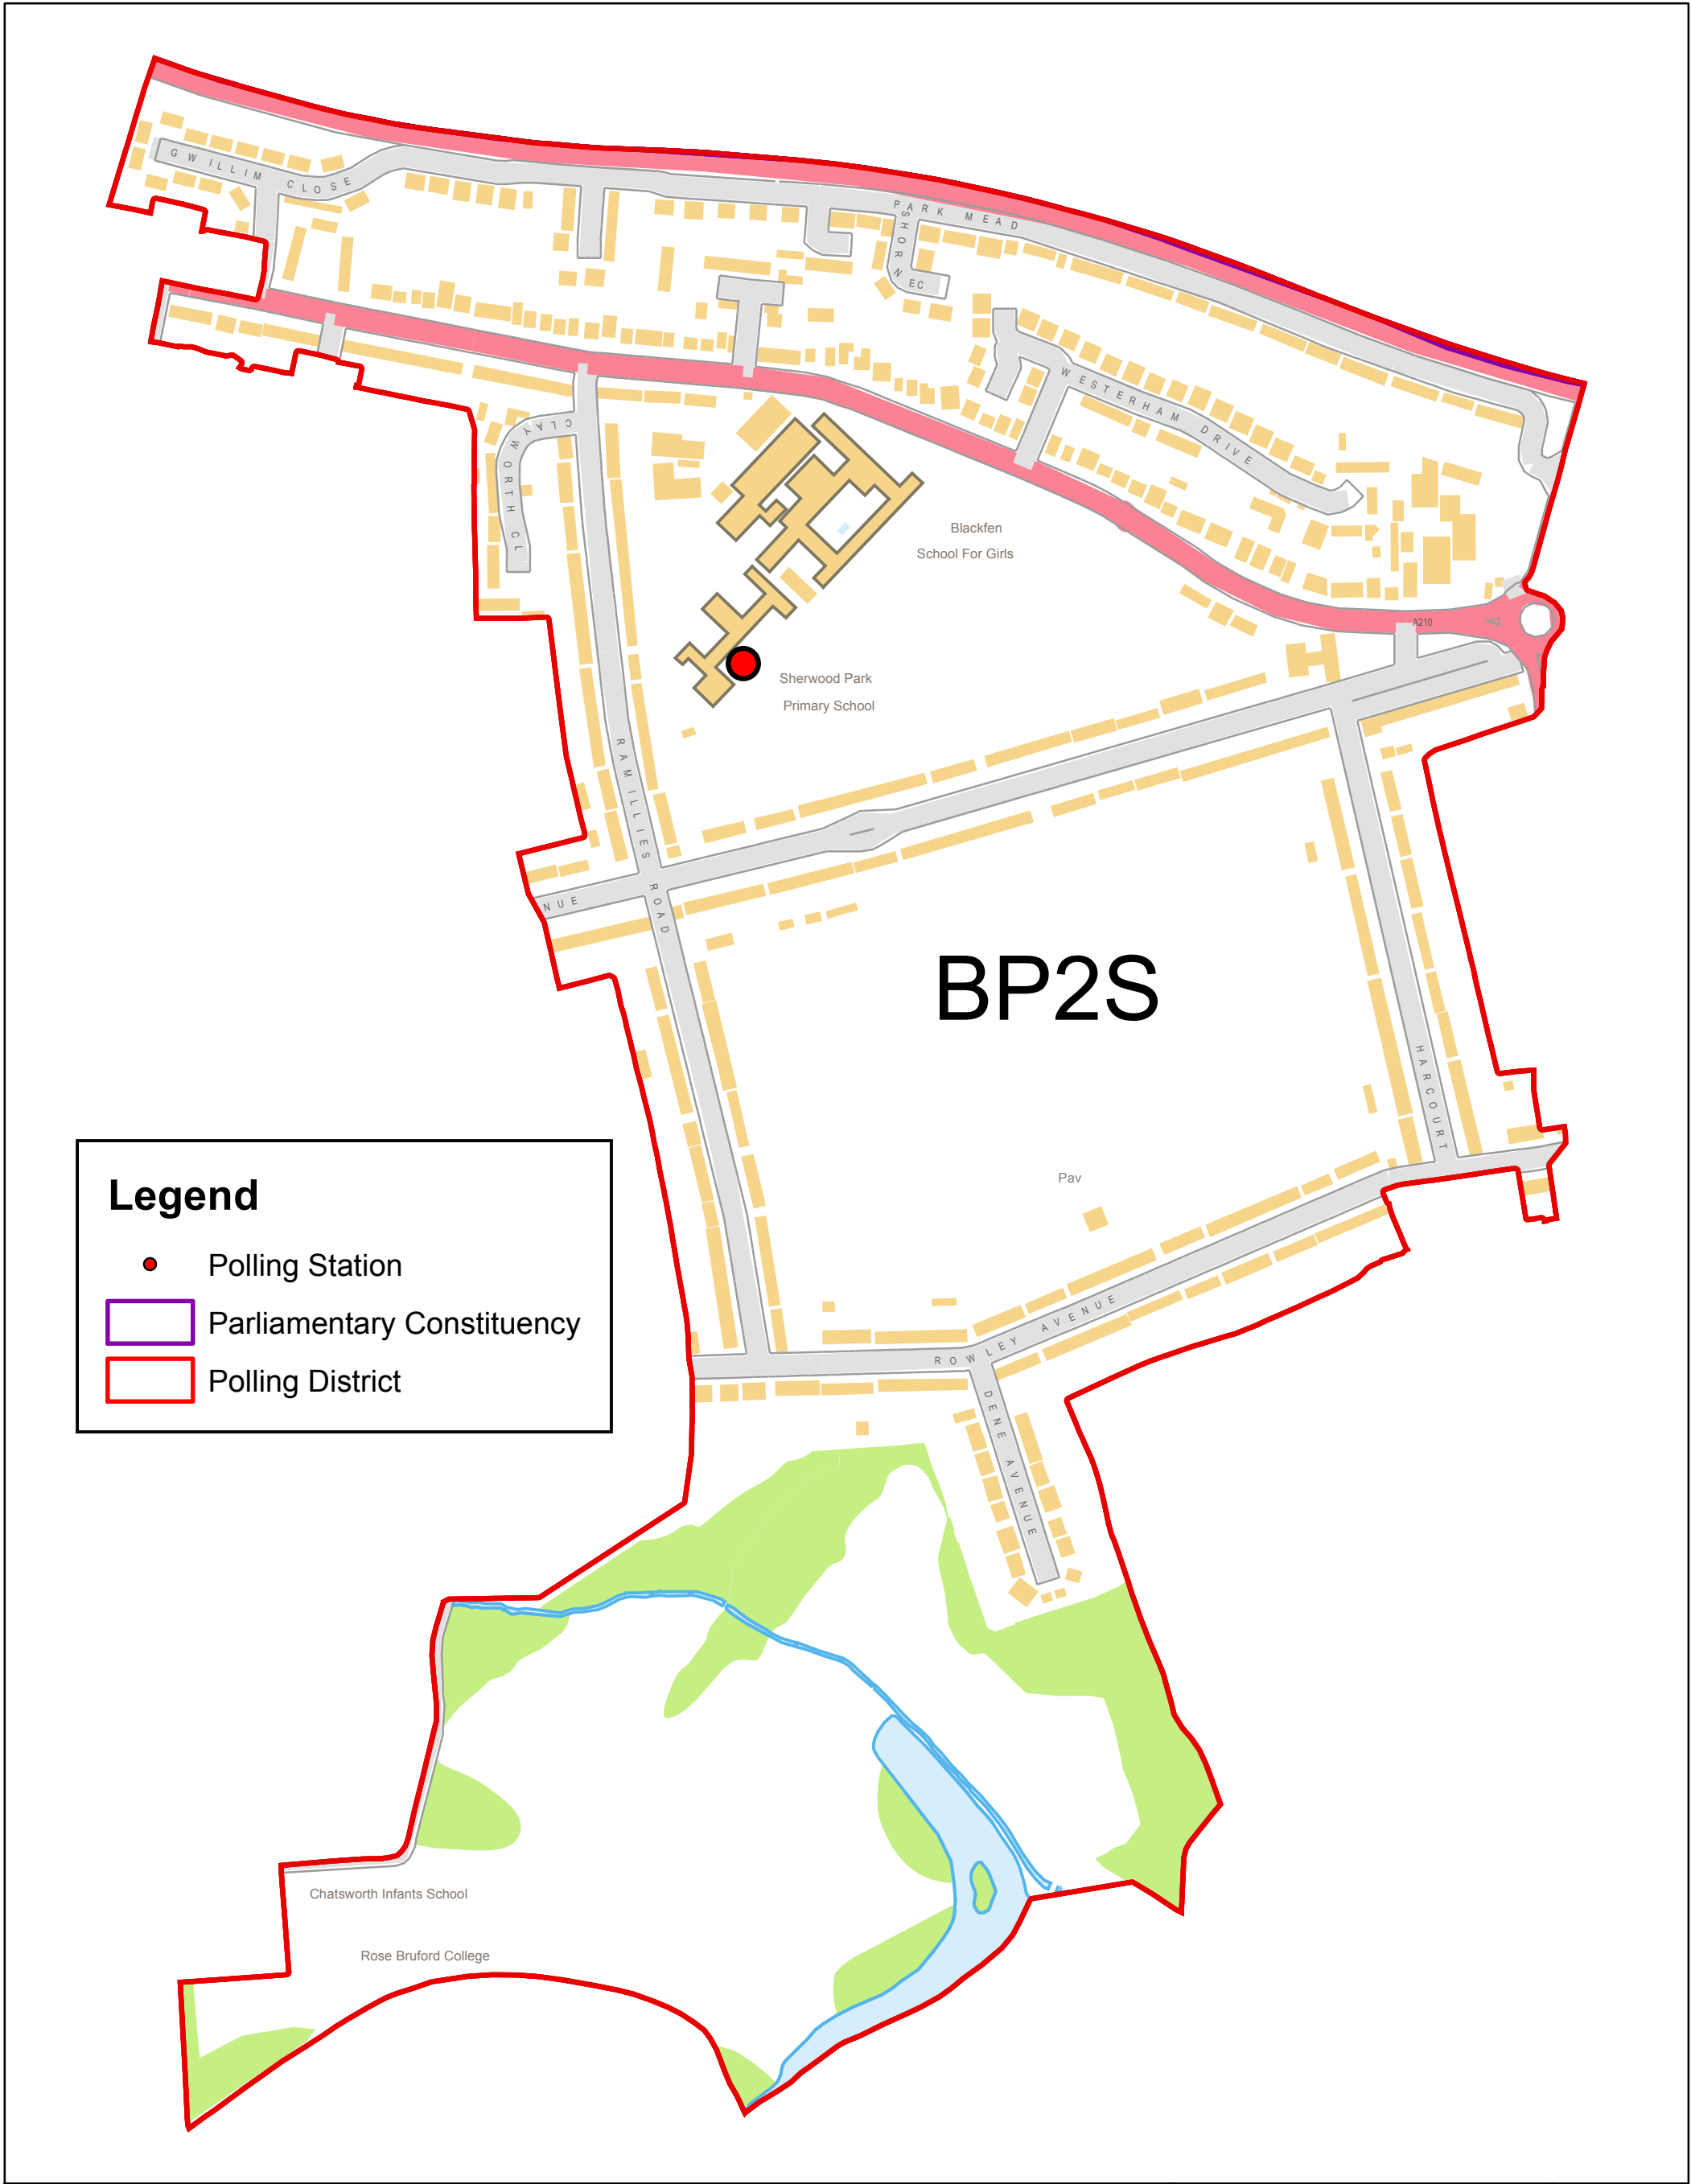 GWILLIM CLOSE
PARK MEAD
SHORNE C
WESTERHAM DRIVE
CLAYWORTH CL
Blackfen
School For Girls
A210
Sherwood Park
Primary School
RAMILLIES ROAD
NUE
BP2S
HARCOURT
Pav
Legend
Polling Station
Parliamentary Constituency
Polling District
ROWLEY AVENUE
DENE AVENUE
Chatsworth Infants School
Rose Bruford College